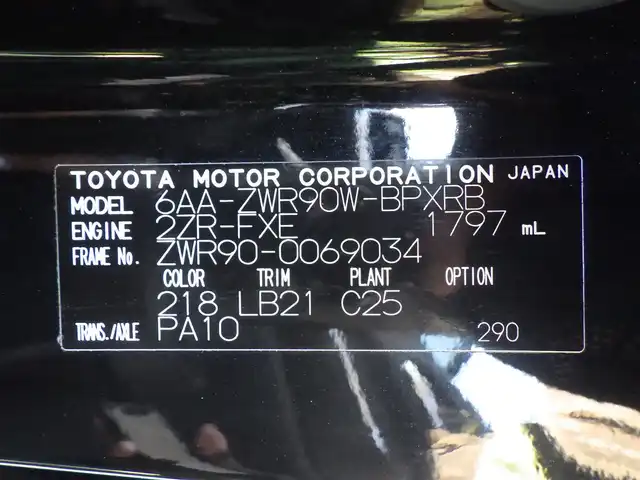 TOYOTA MOTOR CORPORATION JAPAN
MODEL 6AA-ZWR90W-BPXRB
ENGINE 2ZR-FXE 1797 mL
FRAME No. ZWR90-0069034
COLOR TRIM PLANT OPTION
218 LB21 C25
TRANS./AXLE PA10 290